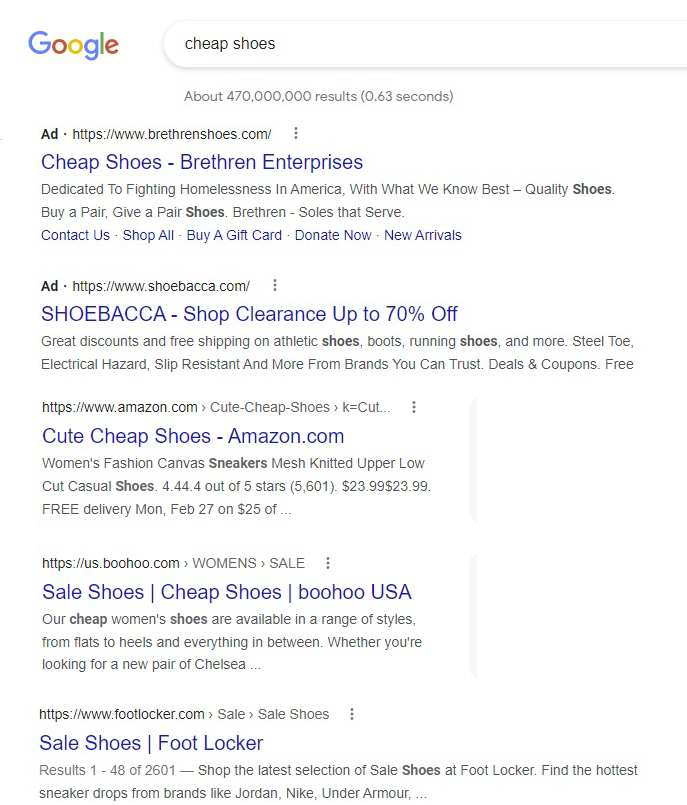 Google
cheap shoes
About 470,000,000 results (0.63 seconds)
Ad · https://www.brethrenshoes.com/
Cheap Shoes - Brethren Enterprises
Dedicated To Fighting Homelessness In America, With What We Know Best – Quality Shoes.
Buy a Pair, Give a Pair Shoes. Brethren - Soles that Serve.
Contact Us · Shop All · Buy A Gift Card · Donate Now · New Arrivals
Ad · https://www.shoebacca.com/
SHOEBACCA - Shop Clearance Up to 70% Off
Great discounts and free shipping on athletic shoes, boots, running shoes, and more. Steel Toe,
Electrical Hazard, Slip Resistant And More From Brands You Can Trust. Deals & Coupons. Free
https://www.amazon.com › Cute-Cheap-Shoes › k=Cut...
Cute Cheap Shoes - Amazon.com
Women's Fashion Canvas Sneakers Mesh Knitted Upper Low
Cut Casual Shoes. 4.44.4 out of 5 stars (5,601). $23.99$23.99.
FREE delivery Mon, Feb 27 on $25 of ...
https://us.boohoo.com › WOMENS › SALE
Sale Shoes | Cheap Shoes | boohoo USA
Our cheap women's shoes are available in a range of styles,
from flats to heels and everything in between. Whether you're
looking for a new pair of Chelsea ...
https://www.footlocker.com › Sale › Sale Shoes
Sale Shoes | Foot Locker
Results 1 - 48 of 2601 — Shop the latest selection of Sale Shoes at Foot Locker. Find the hottest
sneaker drops from brands like Jordan, Nike, Under Armour, ...